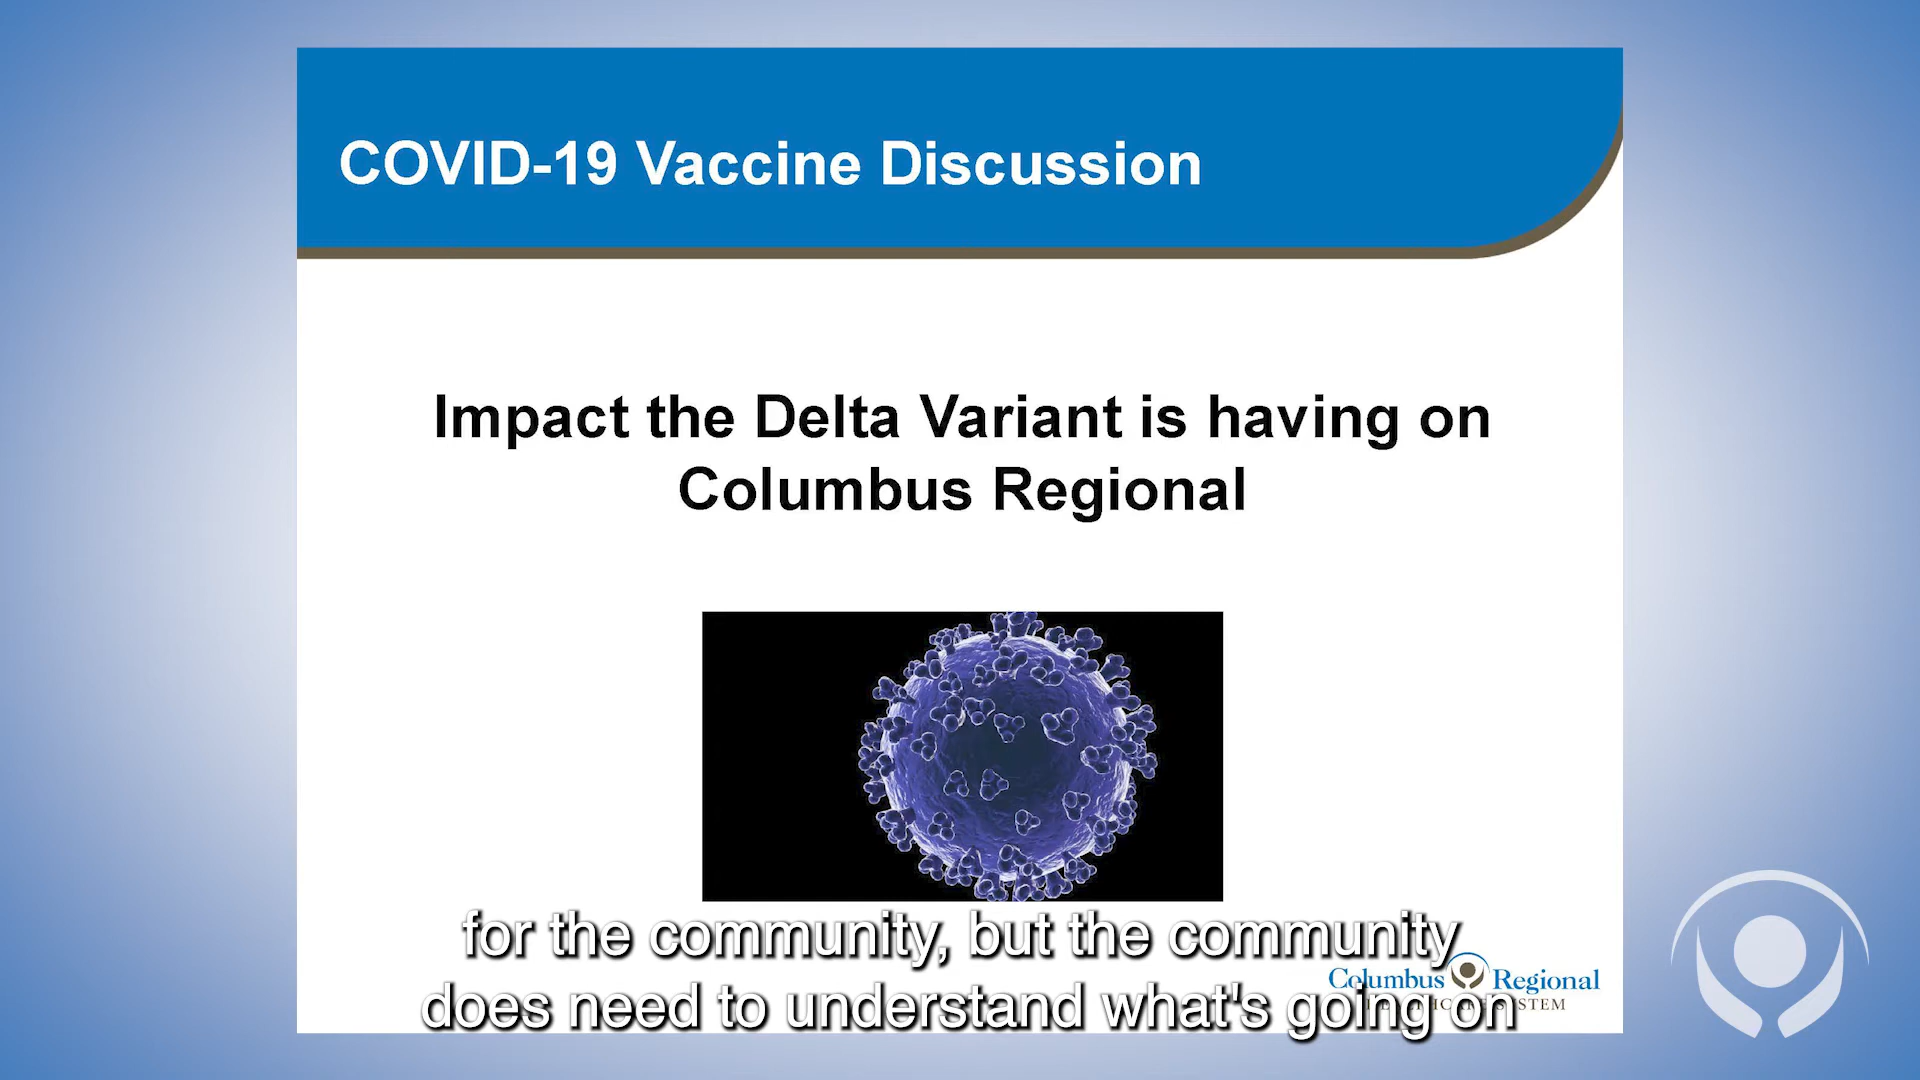 COVID-19 Vaccine Discussion
Impact the Delta Variant is having on
Columbus Regional
for the community, but the community
Columbus Regional
does need to understand what's going on